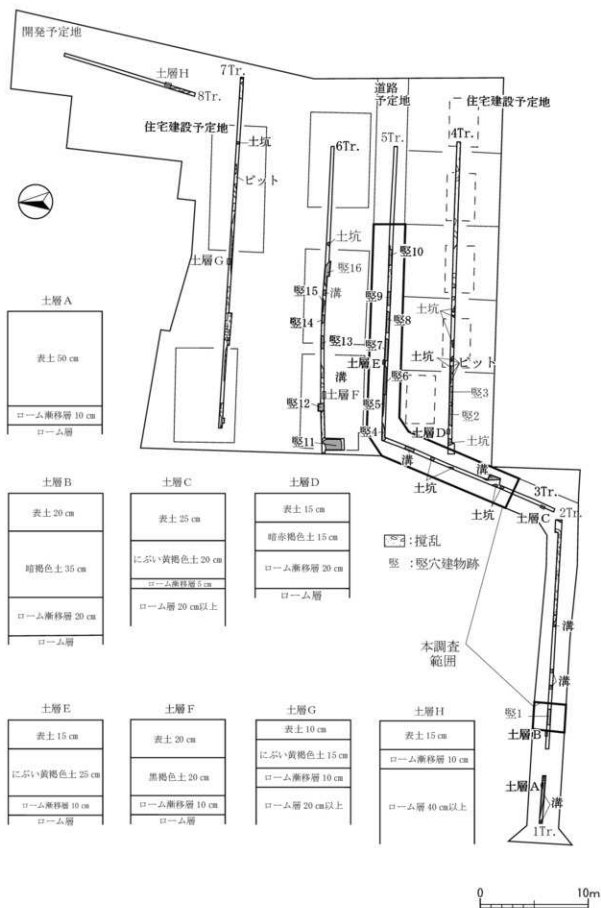 開発予定地
土層H
8Tr.
7Tr.
住宅建設予定地
土坑
ピット
土層G
6Tr.
土坑
竪16
竪15
溝
竪14
竪13
溝
土層F
竪12
竪11
道路
予定地
5Tr.
竪10
竪9
竪8
竪7
土層E
竪6
竪5
竪4
住宅建設予定地
4Tr.
土坑
土坑
ピット
竪3
竪2
土層D
土坑
溝
土坑
溝
土坑
3Tr.
土層C
2Tr.
溝
溝
本調査
範囲
竪1
土層B
土層A
溝
1Tr.
:撹乱
竪 :竪穴建物跡
土層A
表土 50 cm
ローム漸移層 10 cm
ローム層
土層B
表土 20 cm
暗褐色土 35 cm
ローム漸移層 20 cm
ローム層
土層C
表土 25 cm
にぶい黄褐色土 20 cm
ローム漸移層 5 cm
ローム層 20 cm以上
土層D
表土 15 cm
暗赤褐色土 15 cm
ローム漸移層 20 cm
ローム層
土層E
表土 15 cm
にぶい黄褐色土 25 cm
ローム漸移層 10 cm
ローム層
土層F
表土 20 cm
黒褐色土 20 cm
ローム漸移層 10 cm
ローム層
土層G
表土 10 cm
にぶい黄褐色土 15 cm
ローム漸移層 10 cm
ローム層 20 cm以上
土層H
表土 15 cm
ローム漸移層 10 cm
ローム層 40 cm以上
0 10m